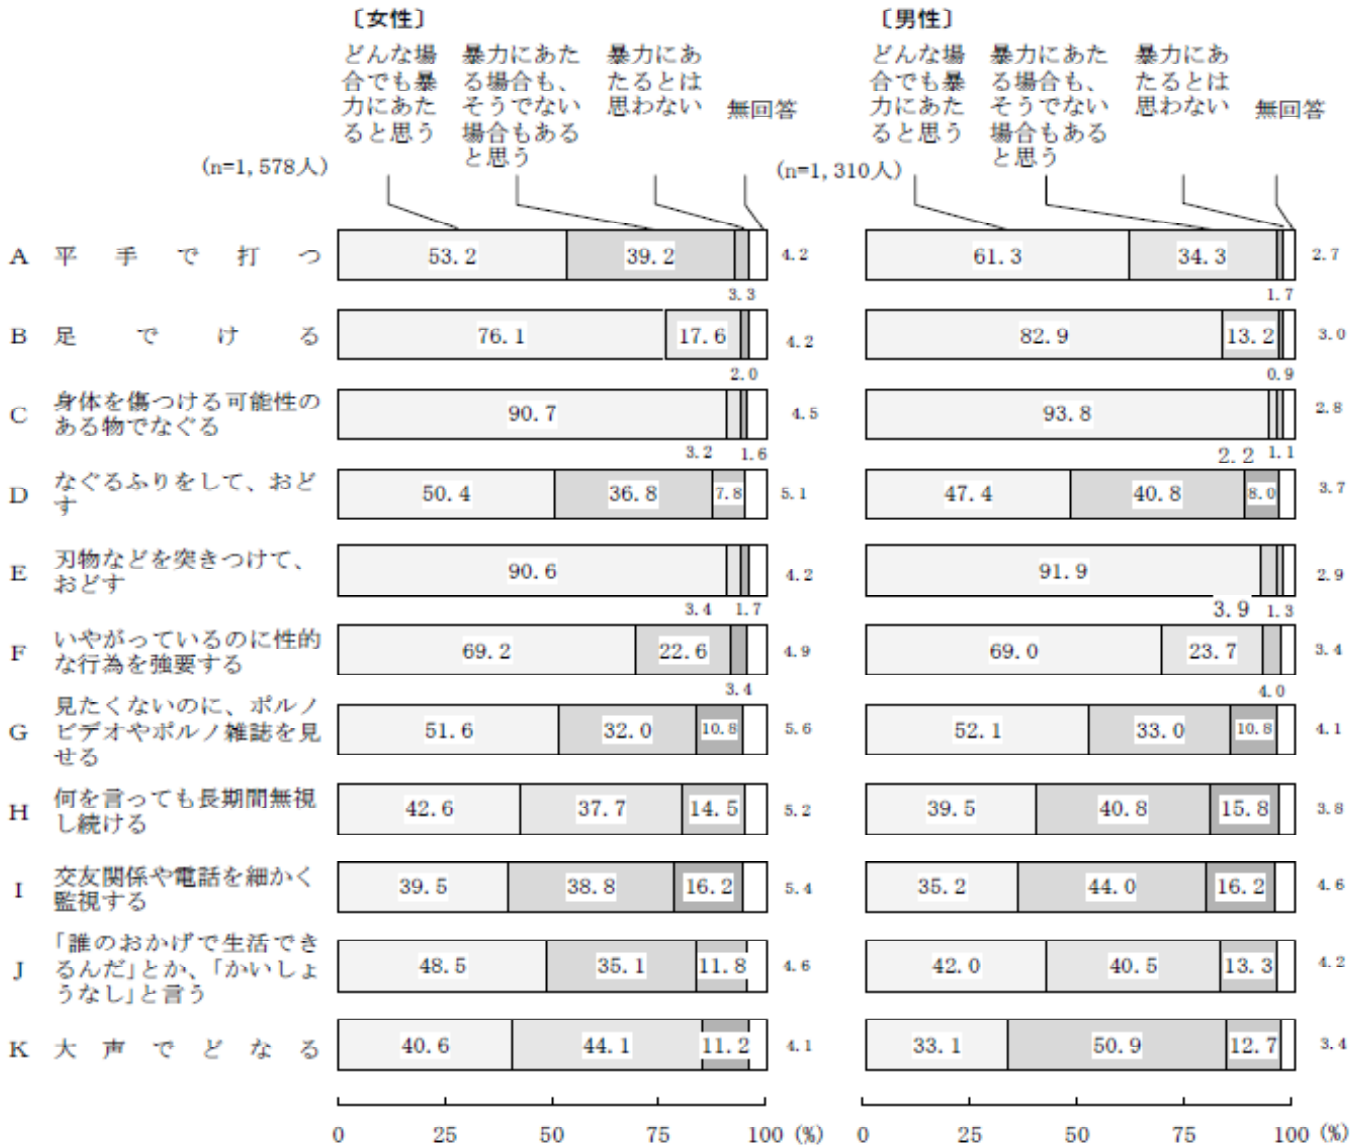 〔女性〕
〔男性〕
どんな場合でも暴力にあたると思う
暴力にあたる場合も、そうでない場合もあると思う
暴力にあたるとは思わない
無回答
どんな場合でも暴力にあたると思う
暴力にあたる場合も、そうでない場合もあると思う
暴力にあたるとは思わない
無回答
(n=1,578人)
(n=1,310人)
A 平手で打つ 53.2 39.2 4.2 61.3 34.3 2.7
3.3 1.7
B 足でける 76.1 17.6 4.2 82.9 13.2 3.0
2.0 0.9
C 身体を傷つける可能性の
ある物でなぐる
90.7 4.5 93.8 2.8
3.2 1.6 2.2 1.1
D なぐるふりをして、おど
す
50.4 36.8 7.8 5.1 47.4 40.8 8.0 3.7
E 刃物などを突きつけて、
おどす
90.6 4.2 91.9 2.9
3.4 1.7 3.9 1.3
F いやがっているのに性的
な行為を強要する
69.2 22.6 4.9 69.0 23.7 3.4
3.4 4.0
G 見たくないのに、ポルノ
ビデオやポルノ雑誌を見
せる
51.6 32.0 10.8 5.6 52.1 33.0 10.8 4.1
H 何を言っても長期間無視
し続ける
42.6 37.7 14.5 5.2 39.5 40.8 15.8 3.8
I 交友関係や電話を細かく
監視する
39.5 38.8 16.2 5.4 35.2 44.0 16.2 4.6
J 「誰のおかげで生活でき
るんだ」とか、「かいしょ
うなし」と言う
48.5 35.1 11.8 4.6 42.0 40.5 13.3 4.2
K 大声でどなる 40.6 44.1 11.2 4.1 33.1 50.9 12.7 3.4
0 25 50 75 100 (%) 0 25 50 75 100 (%)